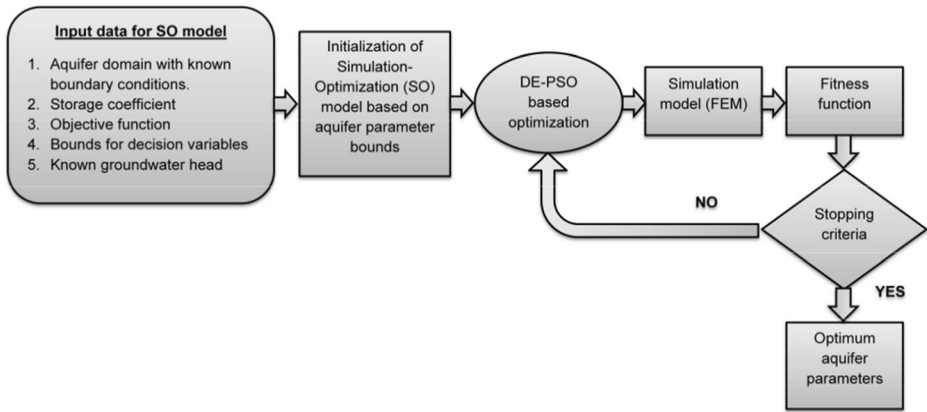 Input data for SO model
1. Aquifer domain with known
boundary conditions.
2. Storage coefficient
3. Objective function
4. Bounds for decision variables
5. Known groundwater head
Initialization of
Simulation-
Optimization (SO)
model based on
aquifer parameter
bounds
DE-PSO
based
optimization
Simulation
model (FEM)
Fitness
function
Stopping
criteria
NO
YES
Optimum
aquifer
parameters